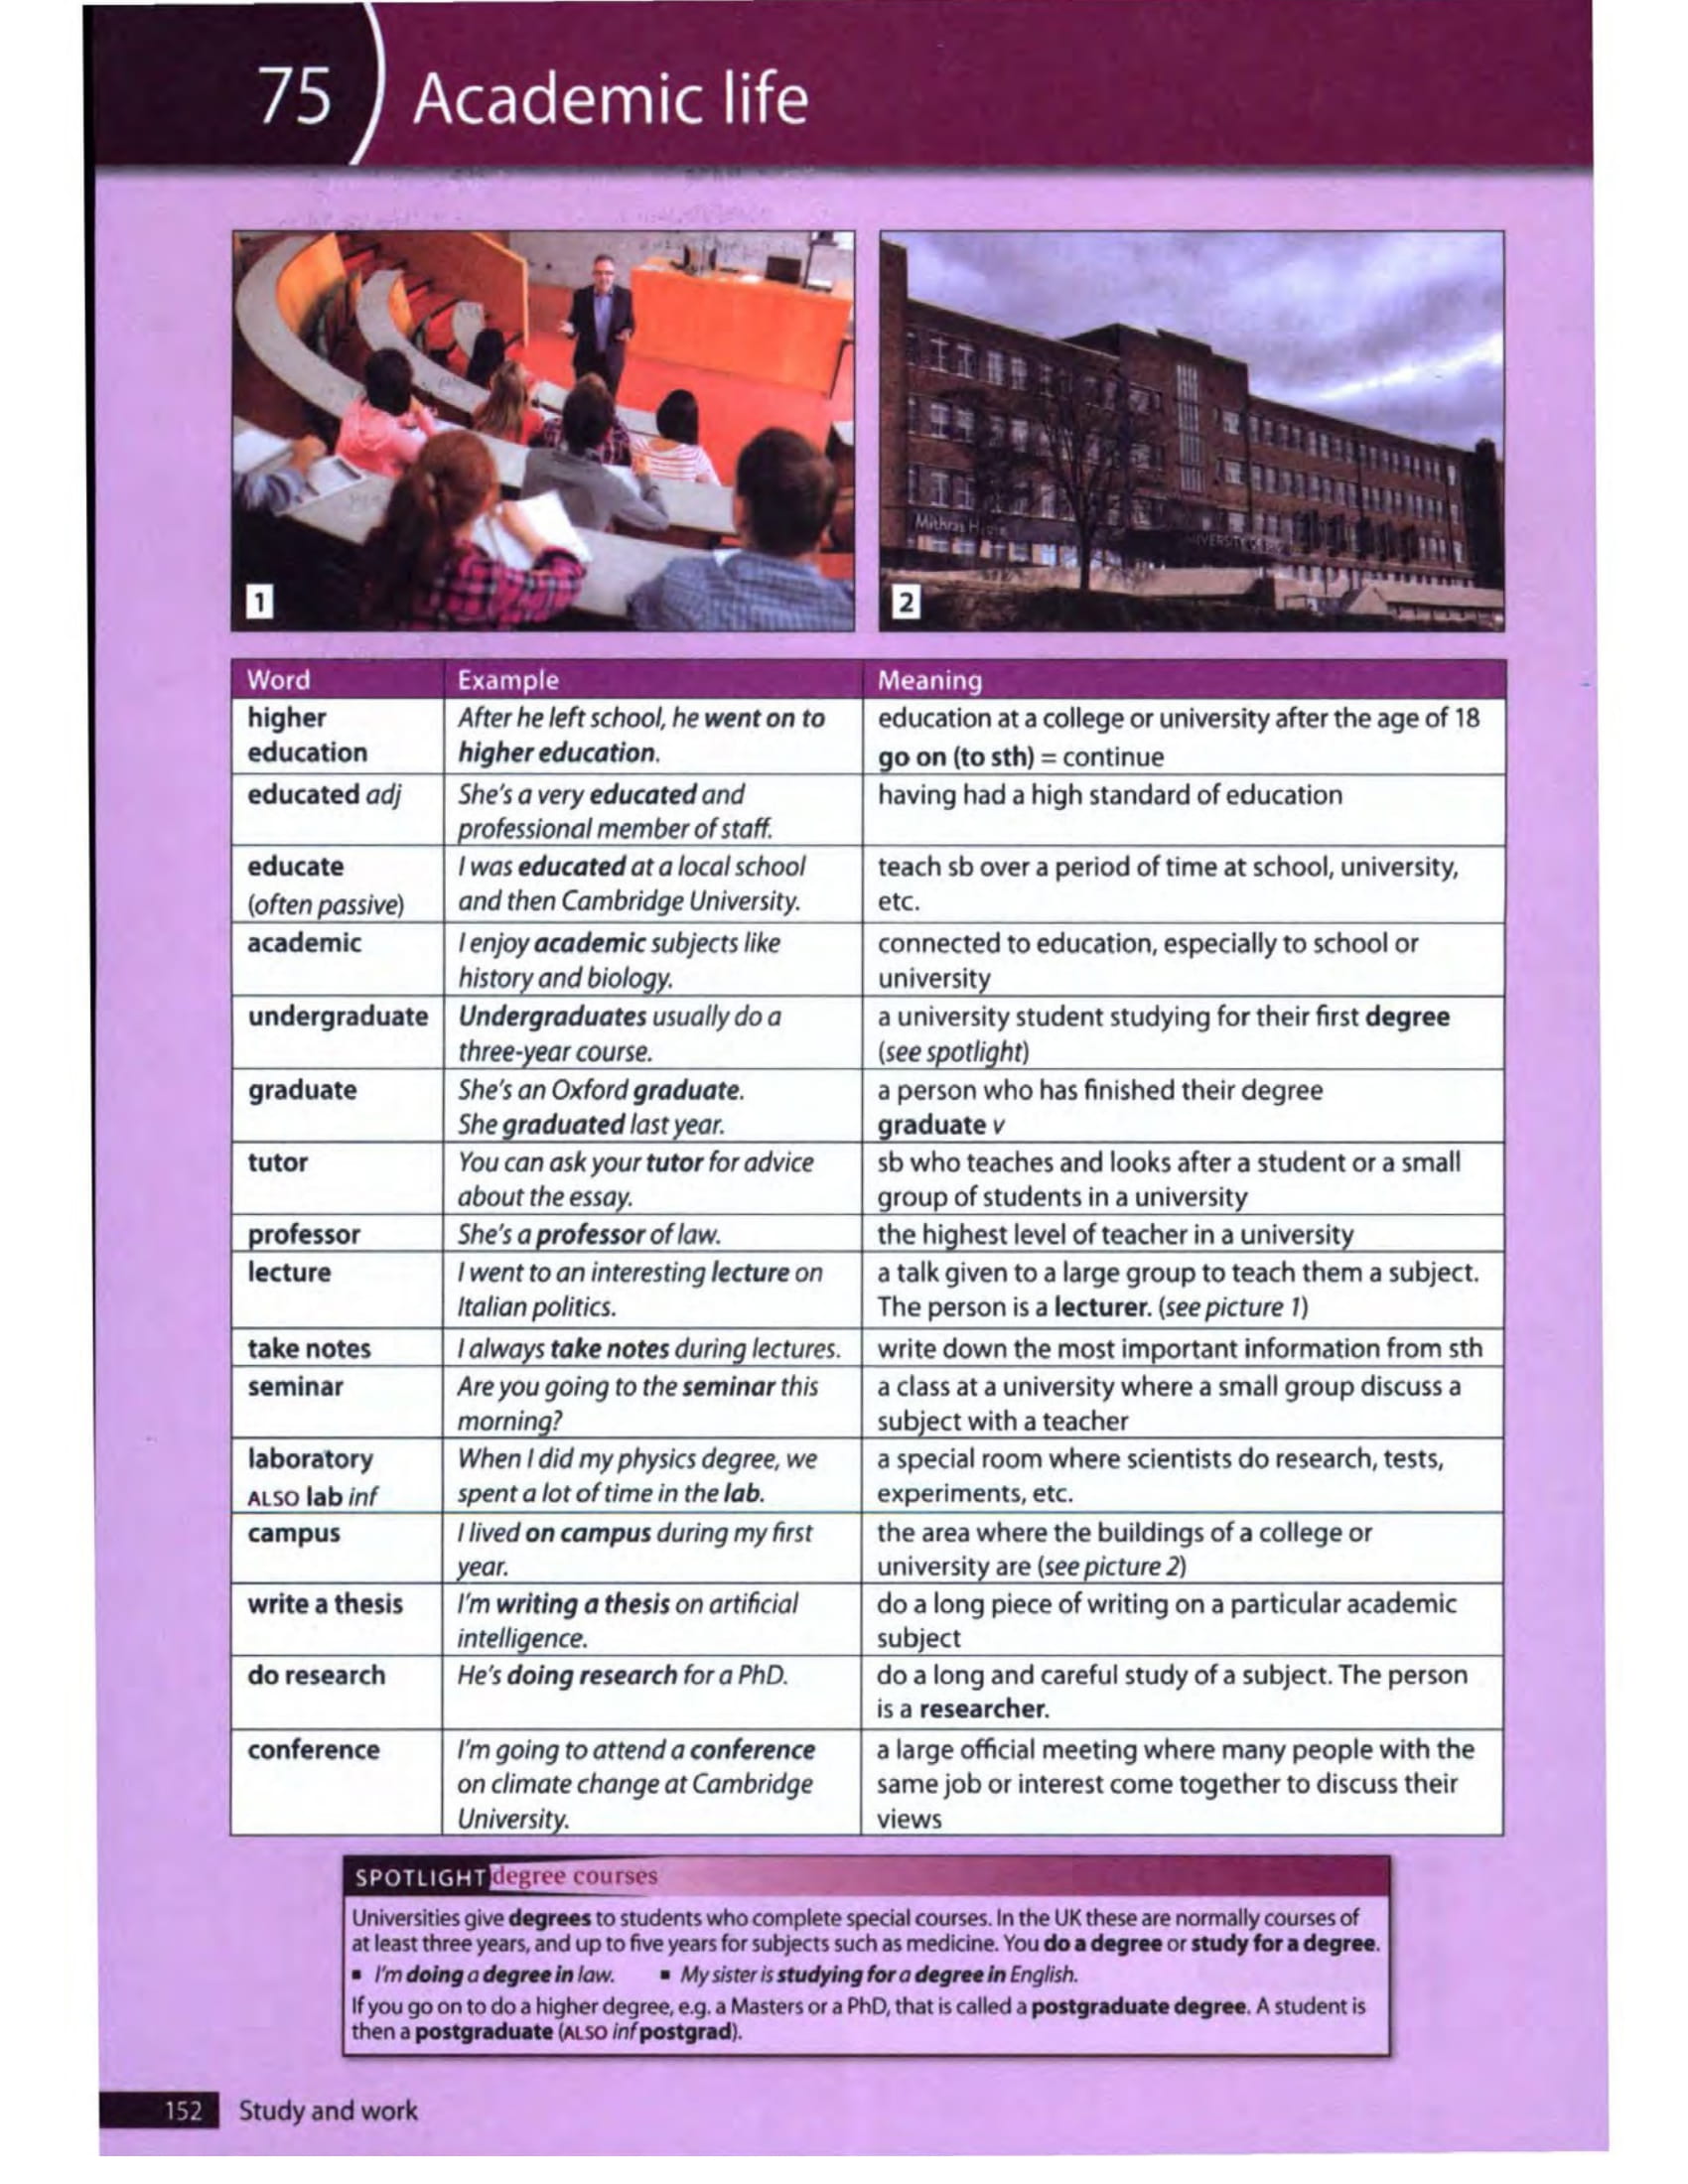 75
Academic life
Mithras
1
2
Word
Example
Meaning
higher
education
After he left school, he went on to
higher education.
education at a college or university after the age of 18
go on (to sth) = continue
educated adj
She's a very educated and
professional member of staff.
having had a high standard of education
educate
(often passive)
I was educated at a local school
and then Cambridge University.
teach sb over a period of time at school, university,
etc.
academic
I enjoy academic subjects like
history and biology.
connected to education, especially to school or
university
undergraduate
Undergraduates usually do a
three-year course.
a university student studying for their first degree
(see spotlight)
graduate
She's an Oxford graduate.
She graduated last year.
a person who has finished their degree
graduate v
tutor
You can ask your tutor for advice
about the essay.
sb who teaches and looks after a student or a small
group of students in a university
professor
She's a professor of law.
the highest level of teacher in a university
lecture
I went to an interesting lecture on
Italian politics.
a talk given to a large group to teach them a subject.
The person is a lecturer. (see picture 1)
take notes
I always take notes during lectures.
write down the most important information from sth
seminar
Are you going to the seminar this
morning?
a class at a university where a small group discuss a
subject with a teacher
laboratory
ALSO lab inf
When I did my physics degree, we
spent a lot of time in the lab.
a special room where scientists do research, tests,
experiments, etc.
campus
I lived on campus during my first
year.
the area where the buildings of a college or
university are (see picture 2)
write a thesis
I'm writing a thesis on artificial
intelligence.
do a long piece of writing on a particular academic
subject
do research
He's doing research for a PhD.
do a long and careful study of a subject. The person
is a researcher.
conference
I'm going to attend a conference
on climate change at Cambridge
University.
a large official meeting where many people with the
same job or interest come together to discuss their
views
SPOTLIGHT degree courses
Universities give degrees to students who complete special courses. In the UK these are normally courses of
at least three years, and up to five years for subjects such as medicine. You do a degree or study for a degree.
▪ I'm doing a degree in law. ▪ My sister is studying for a degree in English.
If you go on to do a higher degree, e.g. a Masters or a PhD, that is called a postgraduate degree. A student is
then a postgraduate (ALSO inf postgrad).
152 Study and work